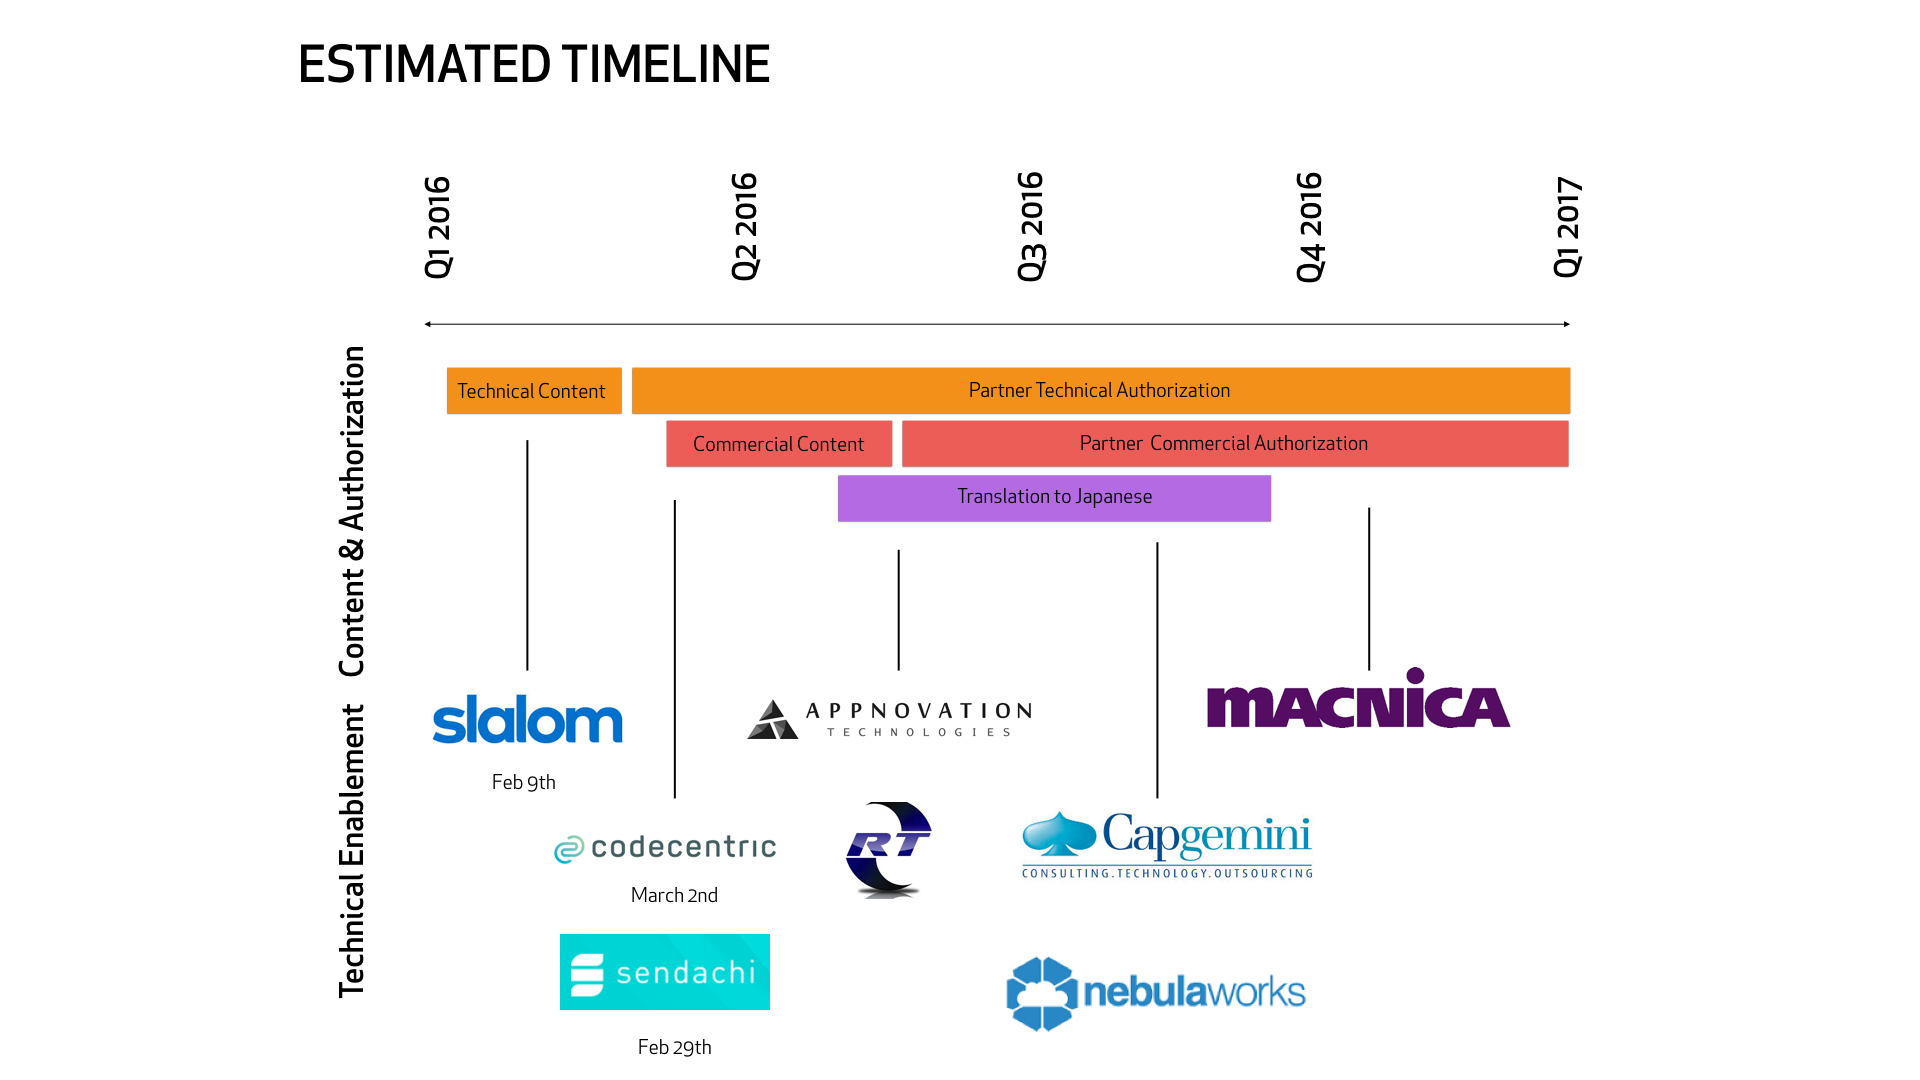 ESTIMATED TIMELINE
Q1 2016
Q2 2016
Q3 2016
Q4 2016
Q1 2017
Content & Authorization
Technical Content
Partner Technical Authorization
Commercial Content
Partner Commercial Authorization
Translation to Japanese
Technical Enablement
slalom
Feb 9th
APPNOVATION
TECHNOLOGIES
MACNiCA
codecentric
March 2nd
RT
Capgemini
CONSULTING.TECHNOLOGY.OUTSOURCING
sendachi
Feb 29th
nebulaworks